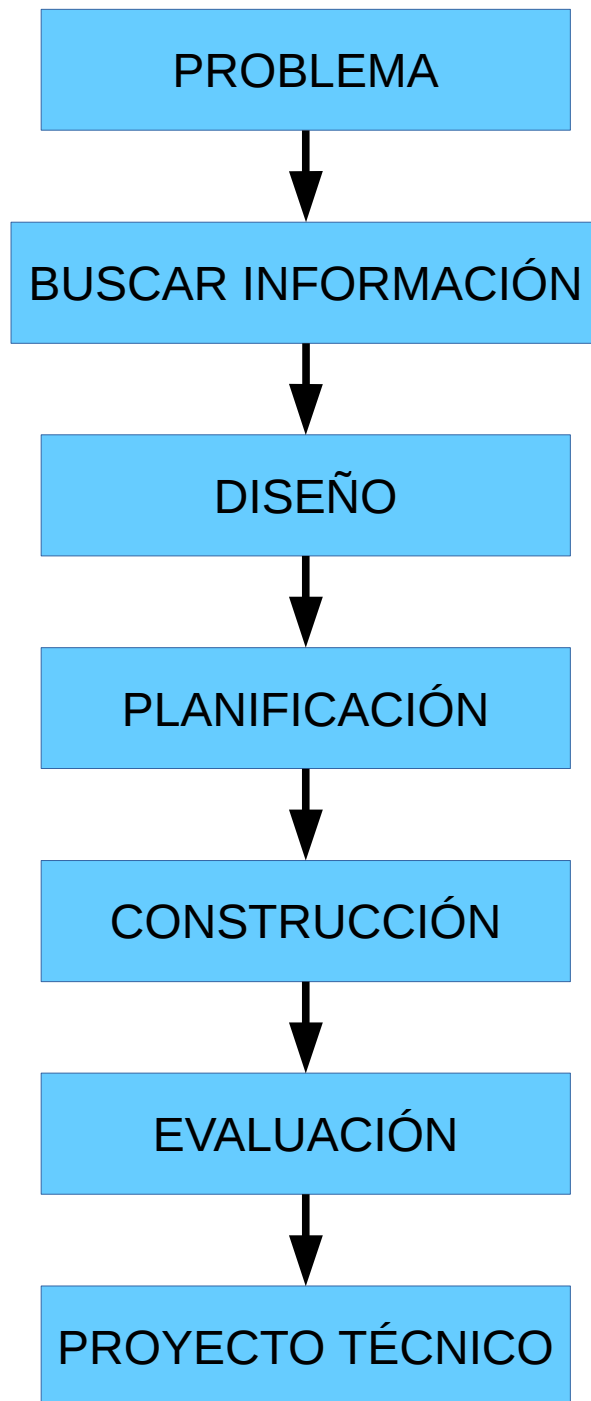 PROBLEMA
BUSCAR INFORMACIÓN
DISEÑO
PLANIFICACIÓN
CONSTRUCCIÓN
EVALUACIÓN
PROYECTO TÉCNICO